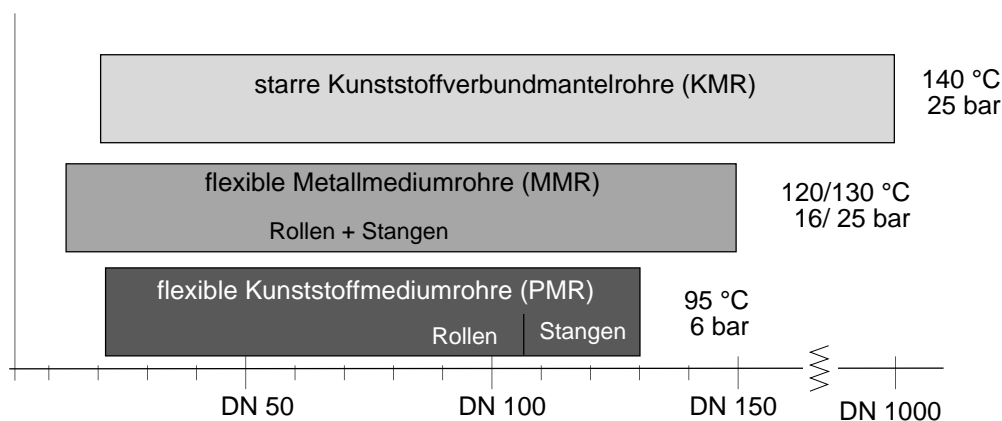 starre Kunststoffverbundmantelrohre (KMR)
140 °C
25 bar
flexible Metallmediumrohre (MMR)
Rollen + Stangen
120/130 °C
16/ 25 bar
flexible Kunststoffmediumrohre (PMR)
Rollen
Stangen
95 °C
6 bar
DN 50
DN 100
DN 150
DN 1000